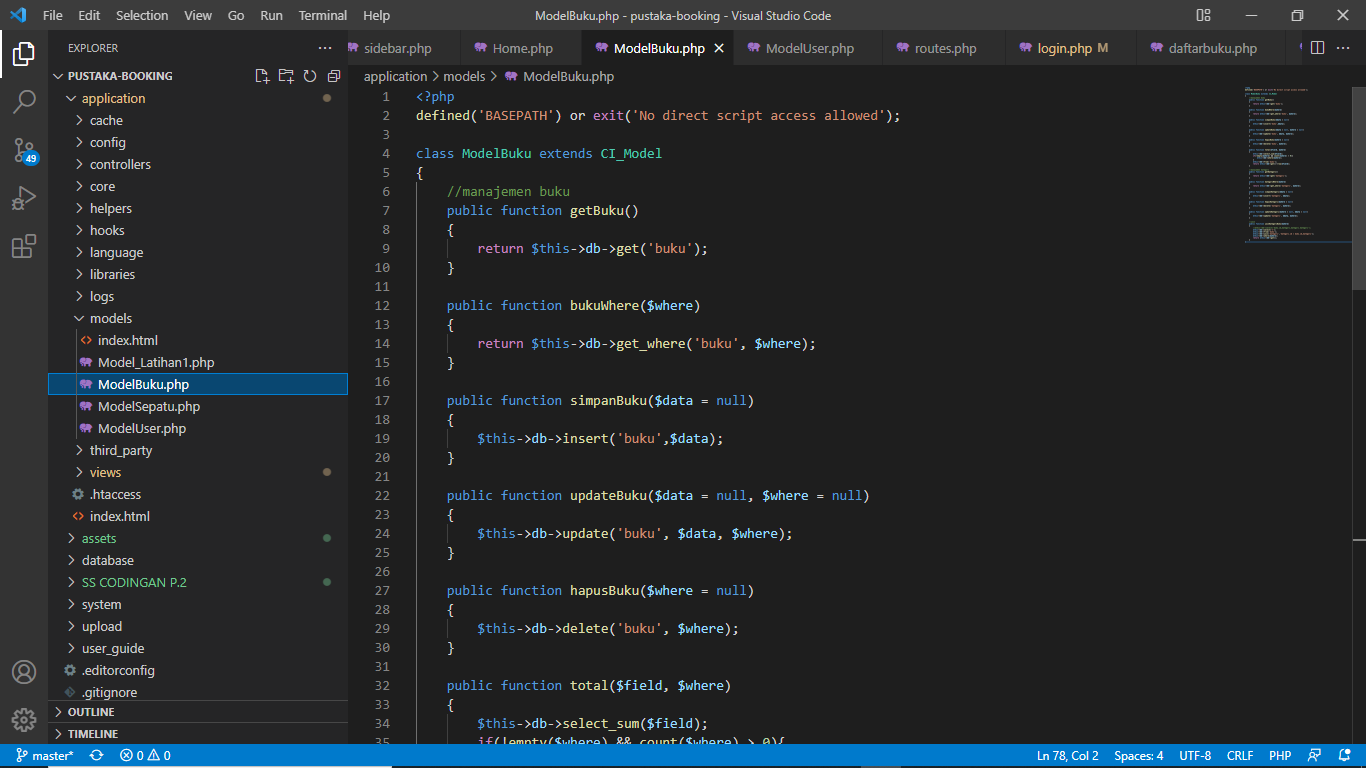 File Edit Selection View Go Run Terminal Help ModelBuku.php - pustaka-booking - Visual Studio Code
EXPLORER
sidebar.php Home.php ModelBuku.php ModelUser.php routes.php login.php M daftarbuku.php
PUSTAKA-BOOKING
application
cache
config
controllers
core
helpers
hooks
language
libraries
logs
models
index.html
Model_Latihan1.php
ModelBuku.php
ModelSepatu.php
ModelUser.php
third_party
views
.htaccess
index.html
assets
database
SS CODINGAN P.2
system
upload
user_guide
.editorconfig
.gitignore
OUTLINE
TIMELINE
49
application > models > ModelBuku.php
1 <?php
2 defined('BASEPATH') or exit('No direct script access allowed');
3
4 class ModelBuku extends CI_Model
5 {
6 //manajemen buku
7 public function getBuku()
8 {
9 return $this->db->get('buku');
10 }
11
12 public function bukuWhere($where)
13 {
14 return $this->db->get_where('buku', $where);
15 }
16
17 public function simpanBuku($data = null)
18 {
19 $this->db->insert('buku',$data);
20 }
21
22 public function updateBuku($data = null, $where = null)
23 {
24 $this->db->update('buku', $data, $where);
25 }
26
27 public function hapusBuku($where = null)
28 {
29 $this->db->delete('buku', $where);
30 }
31
32 public function total($field, $where)
33 {
34 $this->db->select_sum($field);
35 if(!empty($where) && count($where) > 0){
master* 0 0 Ln 78, Col 2 Spaces: 4 UTF-8 CRLF PHP